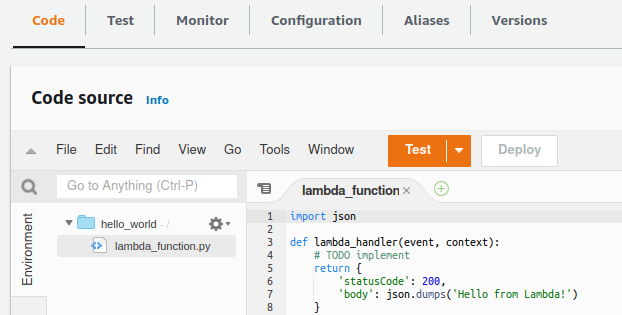 Code Test Monitor Configuration Aliases Versions
Code source Info
File Edit Find View Go Tools Window Test Deploy
Go to Anything (Ctrl-P)
lambda_function ×
Environment
hello_world - /
lambda_function.py
1 import json
2
3 def lambda_handler(event, context):
4     # TODO implement
5     return {
6         'statusCode': 200,
7         'body': json.dumps('Hello from Lambda!')
8     }